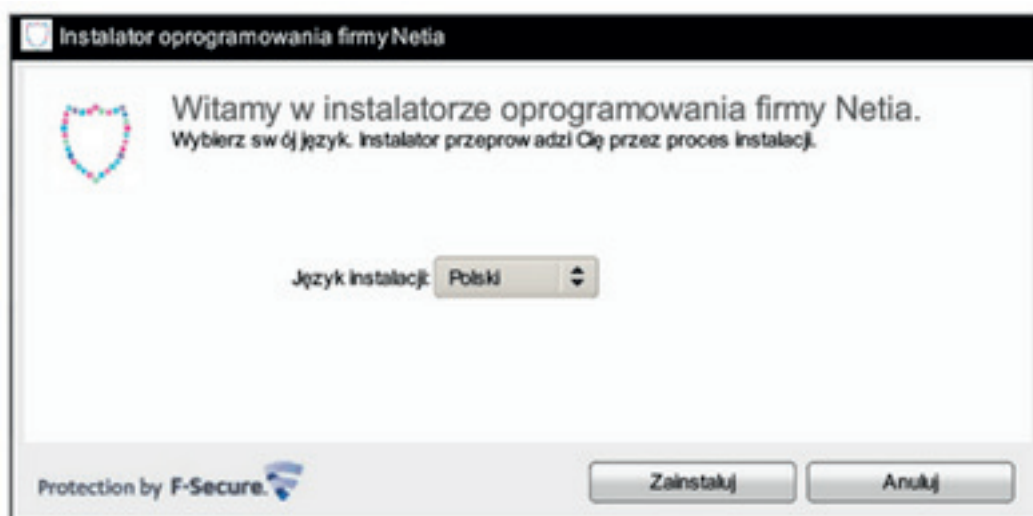 Instalator oprogramowania firmy Netia
Witamy w instalatorze oprogramowania firmy Netia.
Wybierz swój język. Instalator przeprowadzi Cię przez proces instalacji.
Język instalacji: Polski
Protection by F-Secure.
Zainstaluj
Anuluj